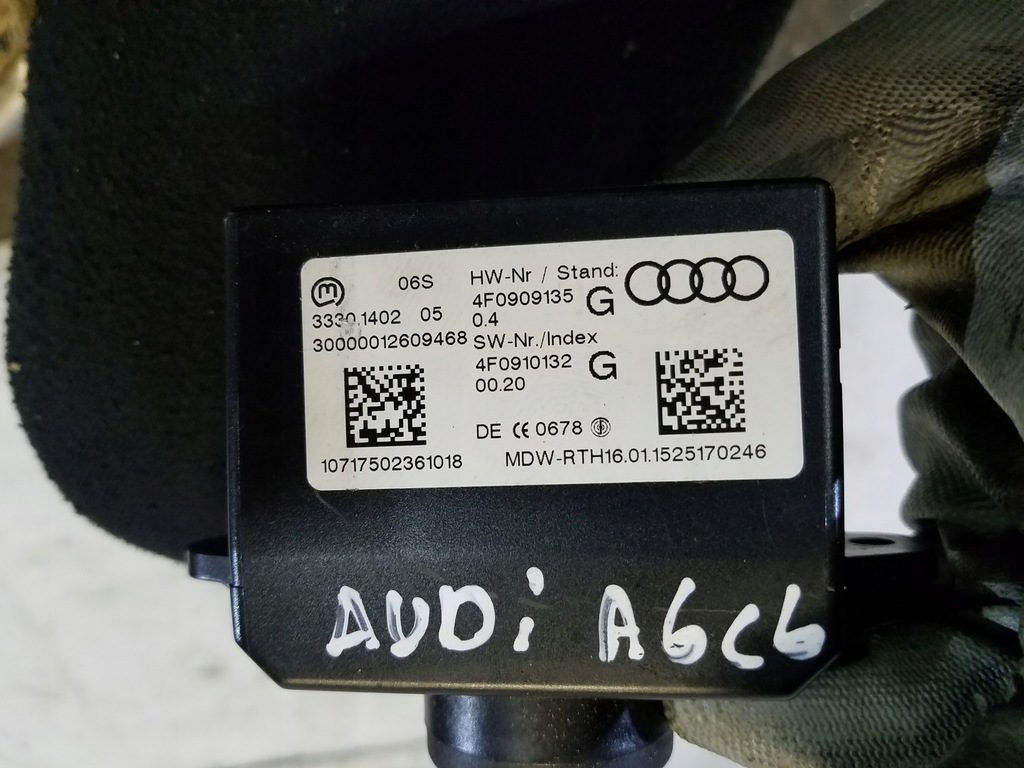 m 06S
3330.1402 05
30000012609468
10717502361018
HW-Nr / Stand:
4F0909135 G
0.4
SW-Nr./Index
4F0910132 G
00.20
DE CE 0678
MDW-RTH16.01.1525170246
AUDi A6C6